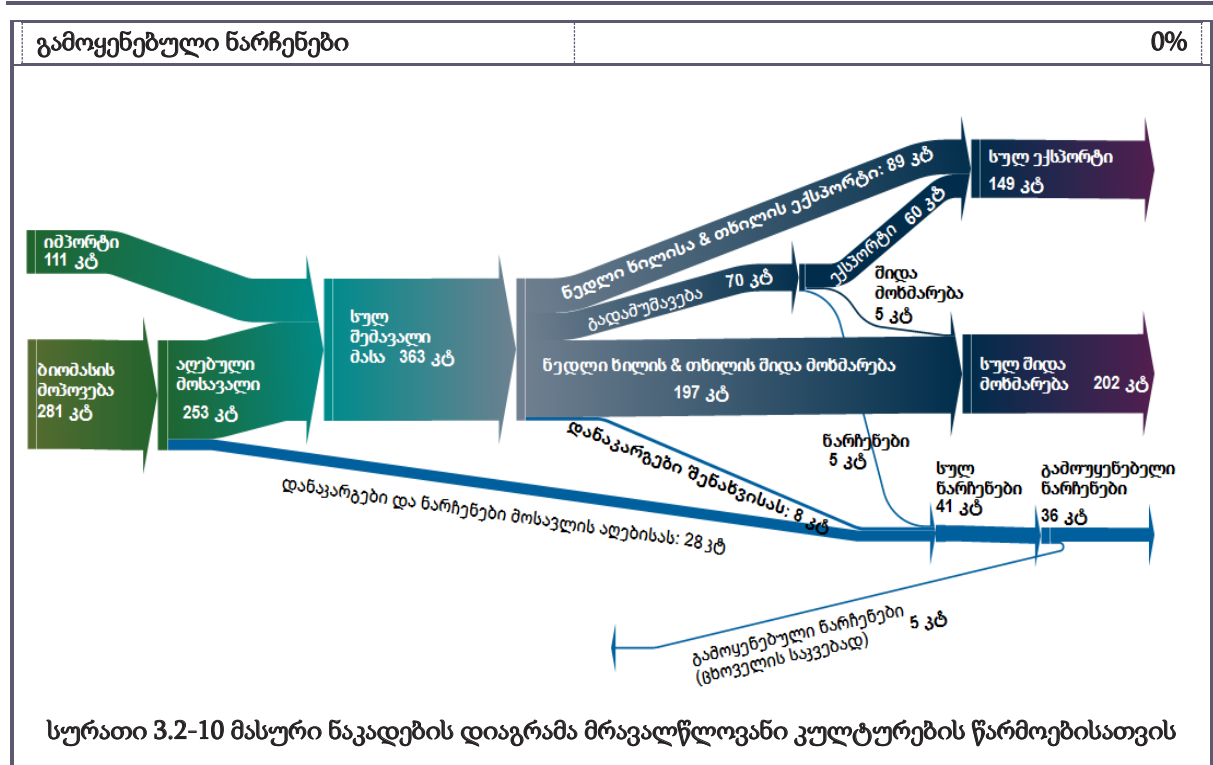 გამოყენებული ნარჩენები 0%
ნედლი ხილისა & თხილის ექსპორტი: 89 კტ
სულ ექსპორტი
149 კტ
ექსპორტი 60 კტ
იმპორტი
111 კტ
გადამუშავება 70 კტ
შიდა
მოხმარება
5 კტ
სულ
შემავალი
მასა 363 კტ
ბიომასის
მოპოვება
281 კტ
აღებული
მოსავალი
253 კტ
ნედლი ხილის & თხილის შიდა მოხმარება
197 კტ
სულ შიდა
მოხმარება 202 კტ
დანაკარგები შენახვისას: 8 კტ
ნარჩენები
5 კტ
სულ
ნარჩენები
41 კტ
გამოუყენებელი
ნარჩენები
36 კტ
დანაკარგები და ნარჩენები მოსავლის აღებისას: 28 კტ
გამოყენებული ნარჩენები 5 კტ
(ცხოველის საკვებად)
სურათი 3.2-10 მასური ნაკადების დიაგრამა მრავალწლოვანი კულტურების წარმოებისათვის